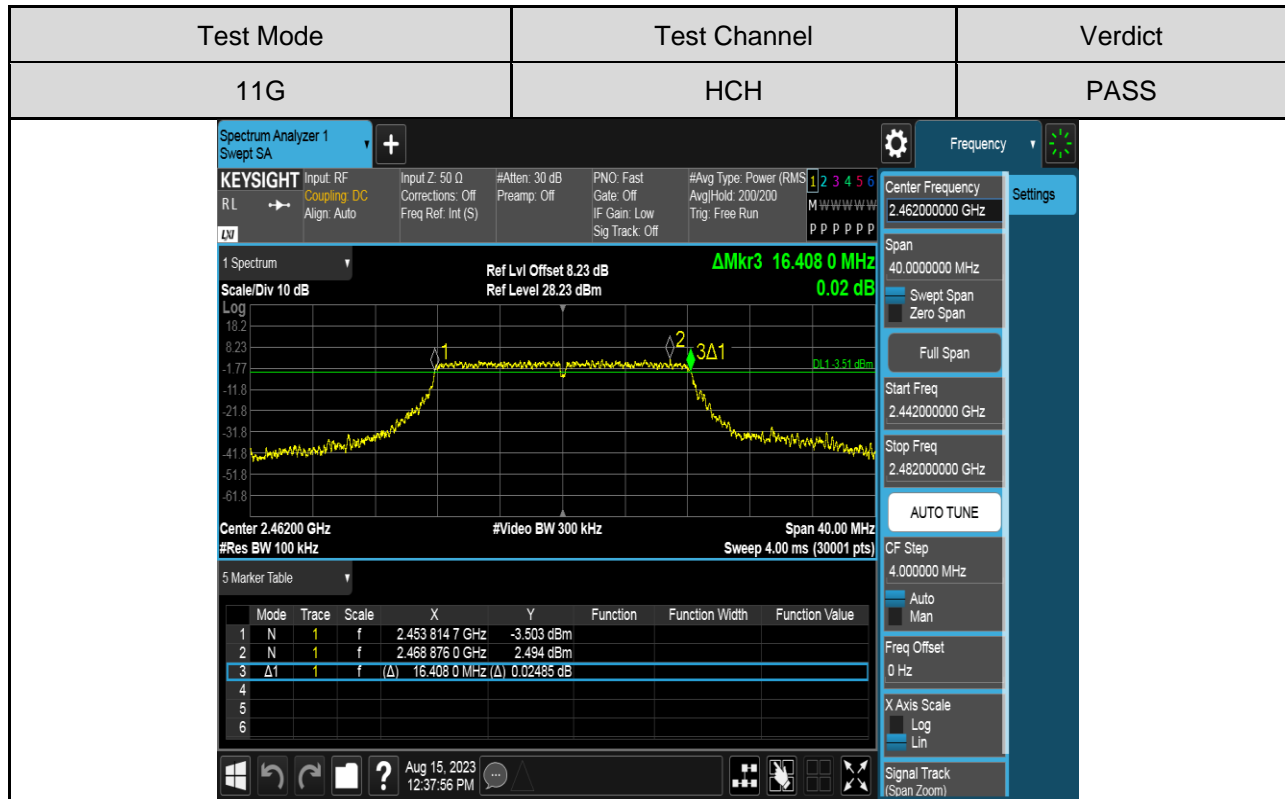 Test Mode Test Channel Verdict
11G HCH PASS
Spectrum Analyzer 1
Swept SA
+
Frequency
KEYSIGHT
RL
LXI
Input: RF
Coupling: DC
Align: Auto
Input Z: 50 Ω
Corrections: Off
Freq Ref: Int (S)
#Atten: 30 dB
Preamp: Off
PNO: Fast
Gate: Off
IF Gain: Low
Sig Track: Off
#Avg Type: Power (RMS
Avg|Hold: 200/200
Trig: Free Run
1 2 3 4 5 6
M W W W W W
P P P P P P
1 Spectrum
Scale/Div 10 dB
Ref Lvl Offset 8.23 dB
Ref Level 28.23 dBm
ΔMkr3 16.408 0 MHz
0.02 dB
Log
18.2
8.23
-1.77
-11.8
-21.8
-31.8
-41.8
-51.8
-61.8
1
2
3Δ1
DL1 -3.51 dBm
Center 2.46200 GHz
#Res BW 100 kHz
#Video BW 300 kHz
Span 40.00 MHz
Sweep 4.00 ms (30001 pts)
5 Marker Table
Mode Trace Scale X Y Function Function Width Function Value
1 N 1 f 2.453 814 7 GHz -3.503 dBm
2 N 1 f 2.468 876 0 GHz 2.494 dBm
3 Δ1 1 f (Δ) 16.408 0 MHz (Δ) 0.02485 dB
4
5
6
?
Aug 15, 2023
12:37:56 PM
Settings
Center Frequency
2.462000000 GHz
Span
40.0000000 MHz
Swept Span
Zero Span
Full Span
Start Freq
2.442000000 GHz
Stop Freq
2.482000000 GHz
AUTO TUNE
CF Step
4.000000 MHz
Auto
Man
Freq Offset
0 Hz
X Axis Scale
Log
Lin
Signal Track
(Span Zoom)